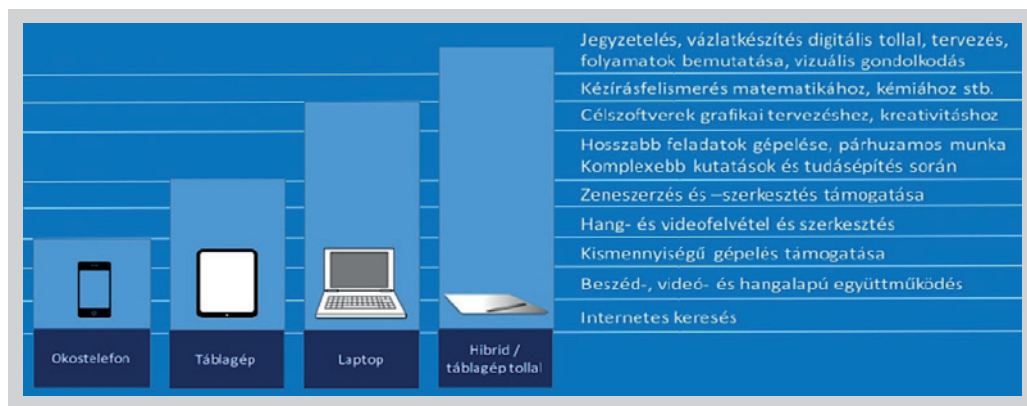 Jegyzetelés, vázlatkészítés digitális tollal, tervezés,
folyamatok bemutatása, vizuális gondolkodás
Kézírásfelismerés matematikához, kémiához stb.
Célszoftverek grafikai tervezéshez, kreativitáshoz
Hosszabb feladatok gépelése, párhuzamos munka
Komplexebb kutatások és tudásépítés során
Zeneszerzés és –szerkesztés támogatása
Hang- és videofelvétel és szerkesztés
Kismennyiségű gépelés támogatása
Beszéd-, videó- és hangalapú együttműködés
Internetes keresés
Okostelefon
Táblagép
Laptop
Hibrid /
táblagép tollal